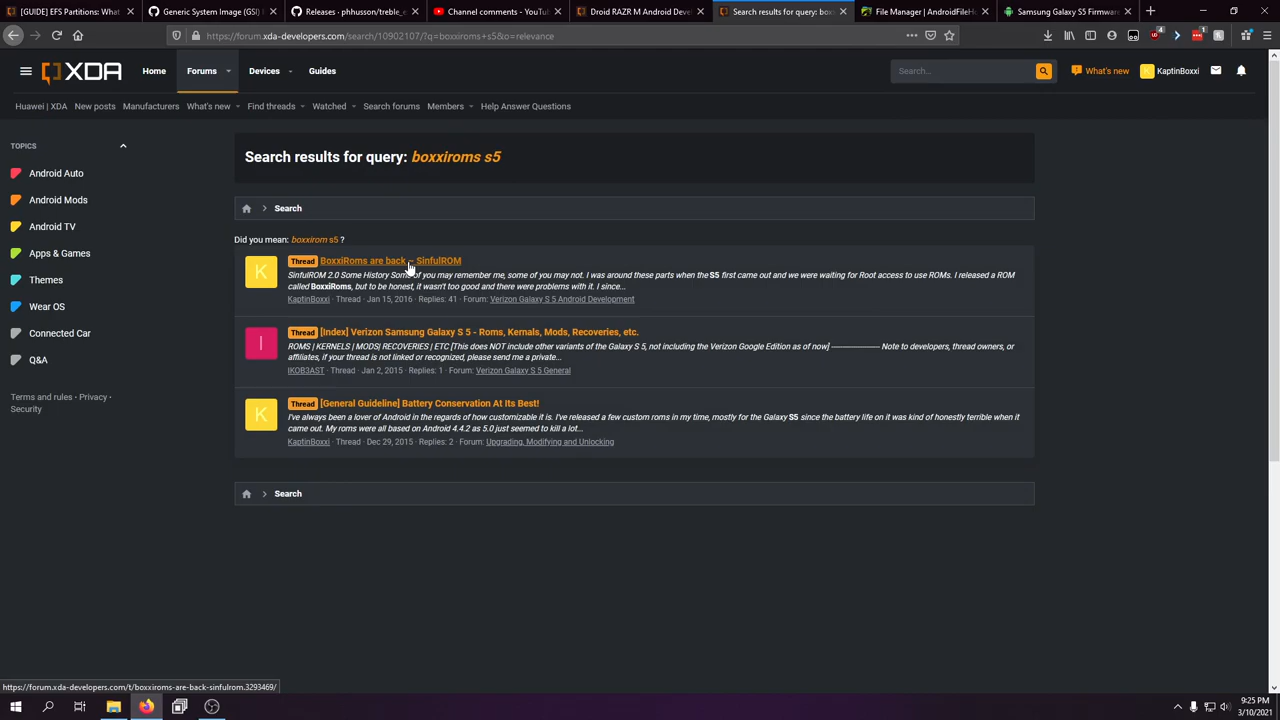 [GUIDE] EFS Partitions: What
Generic System Image (GSI)
Releases · phhusson/treble_e
Channel comments - YouTu
Droid RAZR M Android Deve
Search results for query: boxx
File Manager | AndroidFileHo
Samsung Galaxy S5 Firmwar
https://forum.xda-developers.com/search/10902107/?q=boxxiroms+s5&o=relevance
XDA
Home
Forums
Devices
Guides
Search...
What's new
K
KaptinBoxxi
Huawei | XDA
New posts
Manufacturers
What's new
Find threads
Watched
Search forums
Members
Help Answer Questions
TOPICS
Android Auto
Android Mods
Android TV
Apps & Games
Themes
Wear OS
Connected Car
Q&A
Terms and rules • Privacy •
Security
Search results for query: boxxiroms s5
Search
Did you mean: boxxirom s5 ?
K
Thread BoxxiRoms are back - SinfulROM
SinfulROM 2.0 Some History Some of you may remember me, some of you may not. I was around these parts when the S5 first came out and we were waiting for Root access to use ROMs. I released a ROM
called BoxxiRoms, but to be honest, it wasn't too good and there were problems with it. I since...
KaptinBoxxi · Thread · Jan 15, 2016 · Replies: 41 · Forum: Verizon Galaxy S 5 Android Development
I
Thread [Index] Verizon Samsung Galaxy S 5 - Roms, Kernals, Mods, Recoveries, etc.
ROMS | KERNELS | MODS| RECOVERIES | ETC [This does NOT include other variants of the Galaxy S 5, not including the Verizon Google Edition as of now] ------------------ Note to developers, thread owners, or
affiliates, if your thread is not linked or recognized, please send me a private...
IKOB3AST · Thread · Jan 2, 2015 · Replies: 1 · Forum: Verizon Galaxy S 5 General
K
Thread [General Guideline] Battery Conservation At Its Best!
I've always been a lover of Android in the regards of how customizable it is. I've released a few custom roms in my time, mostly for the Galaxy S5 since the battery life on it was kind of honestly terrible when it
came out. My roms were all based on Android 4.4.2 as 5.0 just seemed to kill a lot...
KaptinBoxxi · Thread · Dec 29, 2015 · Replies: 2 · Forum: Upgrading, Modifying and Unlocking
Search
https://forum.xda-developers.com/t/boxxiroms-are-back-sinfulrom.3293469/
9:25 PM
3/10/2021